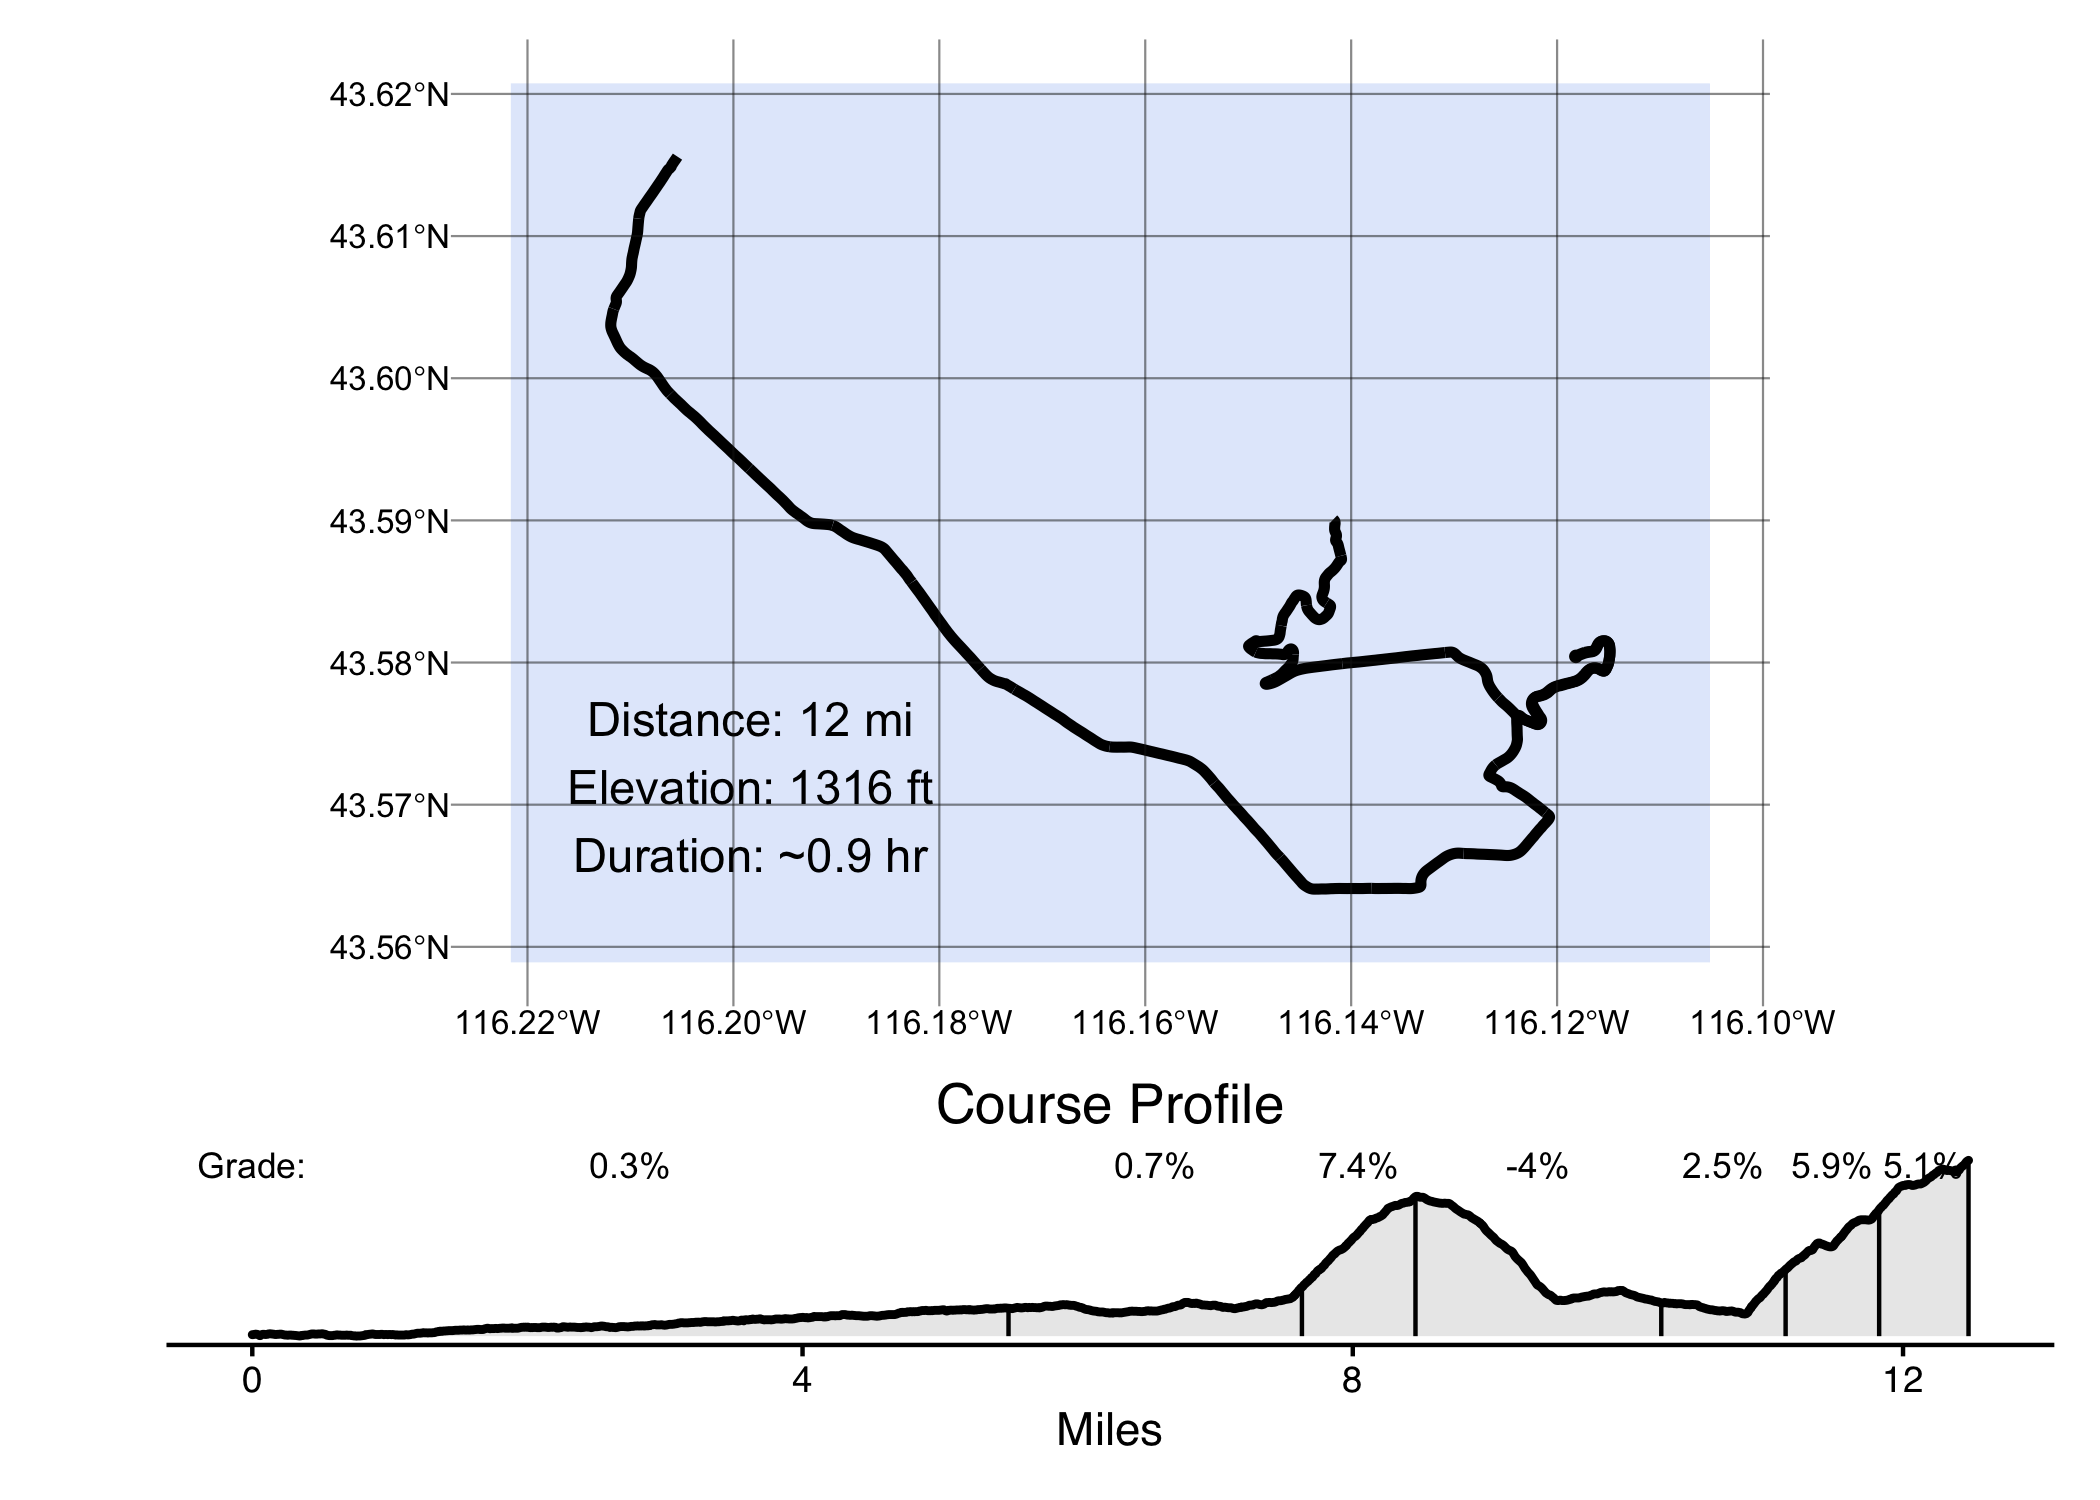 43.62°N
43.61°N
43.60°N
43.59°N
43.58°N
43.57°N
43.56°N
Distance: 12 mi
Elevation: 1316 ft
Duration: ~0.9 hr
116.22°W 116.20°W 116.18°W 116.16°W 116.14°W 116.12°W 116.10°W
Course Profile
Grade: 0.3% 0.7% 7.4% -4% 2.5% 5.9% 5.1%
0 4 8 12
Miles